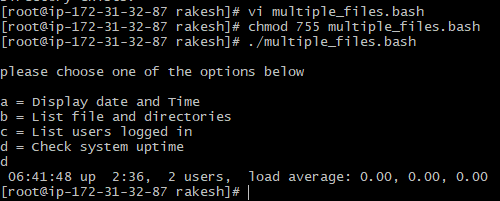 [root@ip-172-31-32-87 rakesh]# vi multiple_files.bash
[root@ip-172-31-32-87 rakesh]# chmod 755 multiple_files.bash
[root@ip-172-31-32-87 rakesh]# ./multiple_files.bash
please choose one of the options below
a = Display date and Time
b = List file and directories
c = List users logged in
d = Check system uptime
d
06:41:48 up  2:36,  2 users,  load average: 0.00, 0.00, 0.00
[root@ip-172-31-32-87 rakesh]#